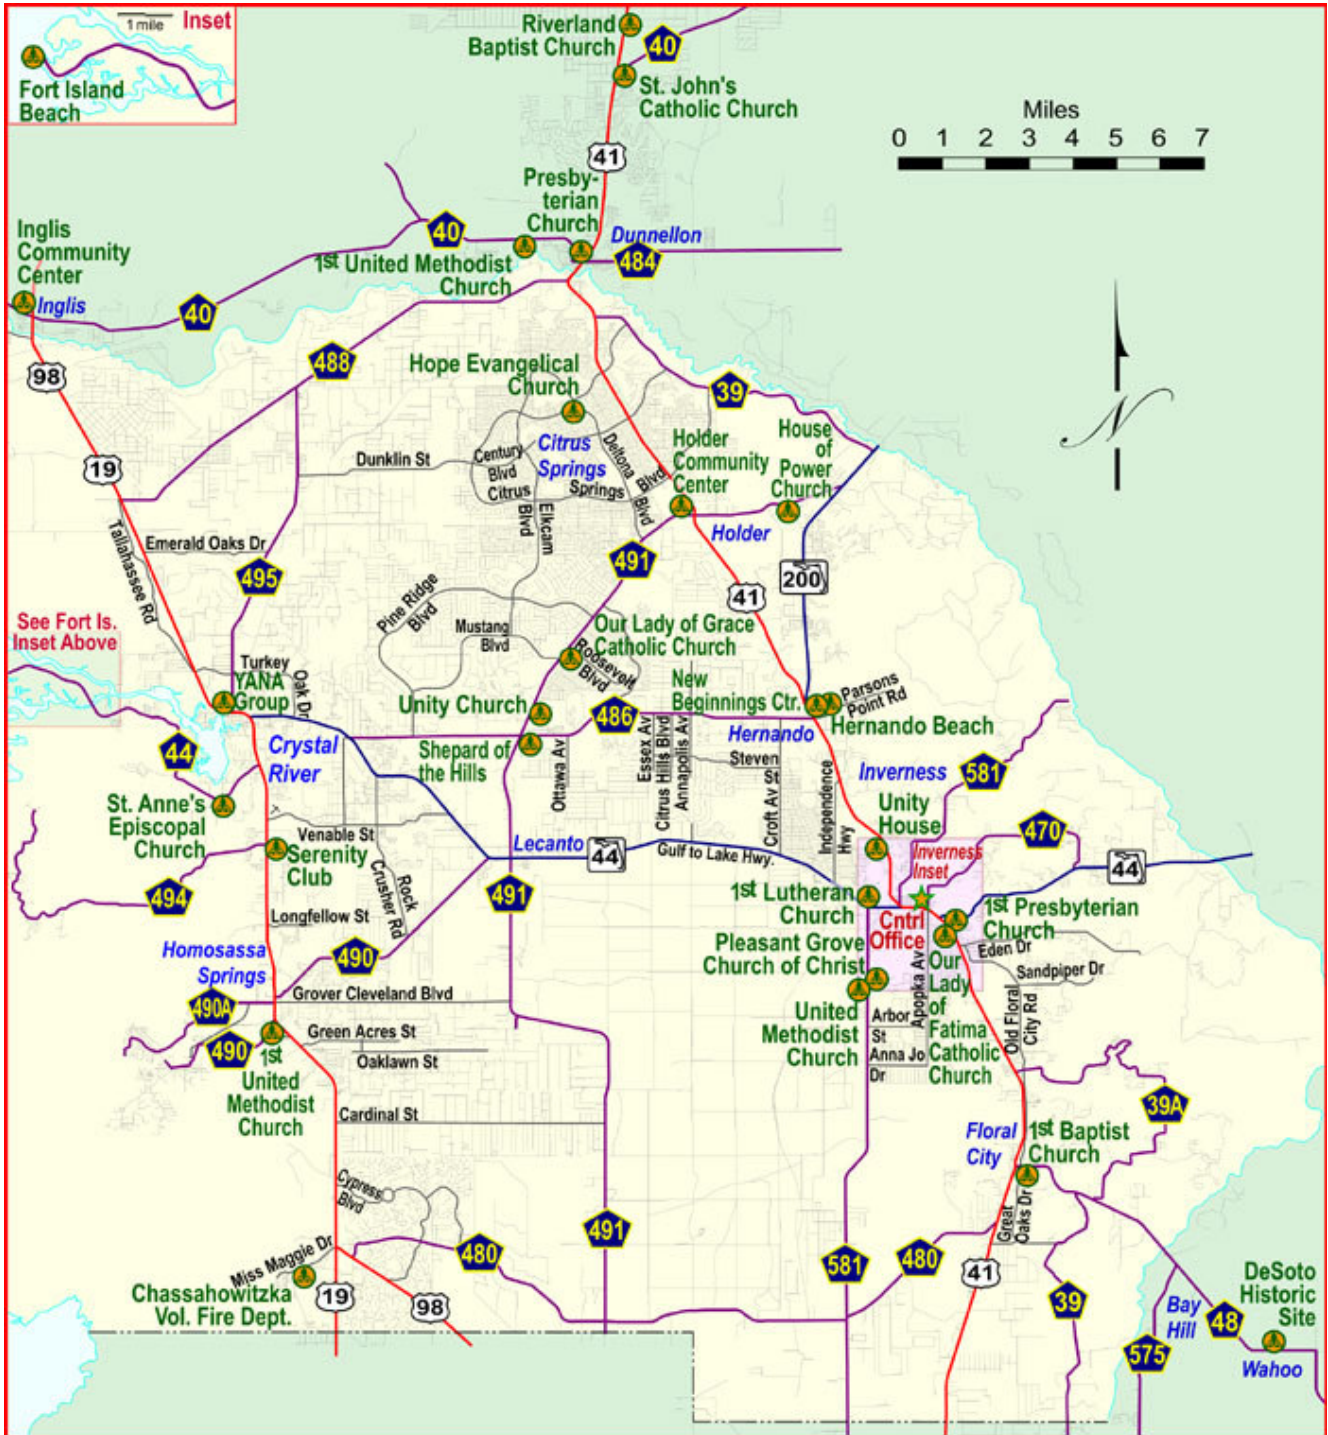 1 mile
Inset
Fort Island
Beach
Riverland
Baptist Church
40
St. John's
Catholic Church
Miles
0 1 2 3 4 5 6 7
41
Presby-
terian
Church
Inglis
Community
Center
Inglis
40
40
1st United Methodist
Church
Dunnellon
484
N
98
488
Hope Evangelical
Church
39
Citrus
Springs
Holder
Community
Center
House
of
Power
Church
19
Dunklin St
Century
Blvd
Citrus
Springs
Blvd
Blvd
Deltona
Blvd
Elkcam
Holder
Tallahassee Rd
Emerald Oaks Dr
495
491
200
41
Pine Ridge
Blvd
Mustang
Blvd
Our Lady of Grace
Catholic Church
Roosevelt
Blvd
See Fort Is.
Inset Above
Turkey
Oak Dr
YANA
Group
Unity Church
486
New
Beginnings Ctr.
Parsons
Point Rd
Hernando Beach
Hernando
44
Crystal
River
Shepard of
the Hills
Ottawa Av
Essex Av
Citrus Hills Blvd
Annapolis Av
Steven
St
Croft Av
Independence
Hwy
Inverness
581
St. Anne's
Episcopal
Church
Venable St
Serenity
Club
Lecanto
44
Gulf to Lake Hwy.
Unity
House
470
Inverness
Inset
44
494
Rock
Crusher Rd
491
1st Lutheran
Church
Cntrl
Office
1st Presbyterian
Church
Longfellow St
Homosassa
Springs
490
Pleasant Grove
Church of Christ
Eden Dr
Sandpiper Dr
490A
Grover Cleveland Blvd
Apopka Av
Our
Lady
of
Fatima
Catholic
Church
Old Floral
City Rd
490
1st
United
Methodist
Church
Green Acres St
Oaklawn St
United
Methodist
Church
Arbor
St
Anna Jo
Dr
Cardinal St
39A
Floral
City
1st Baptist
Church
Cypress
Blvd
Great
Oaks Dr
491
Miss Maggie Dr
480
581
480
41
Chassahowitzka
Vol. Fire Dept.
19
98
39
Bay
Hill
48
DeSoto
Historic
Site
575
Wahoo